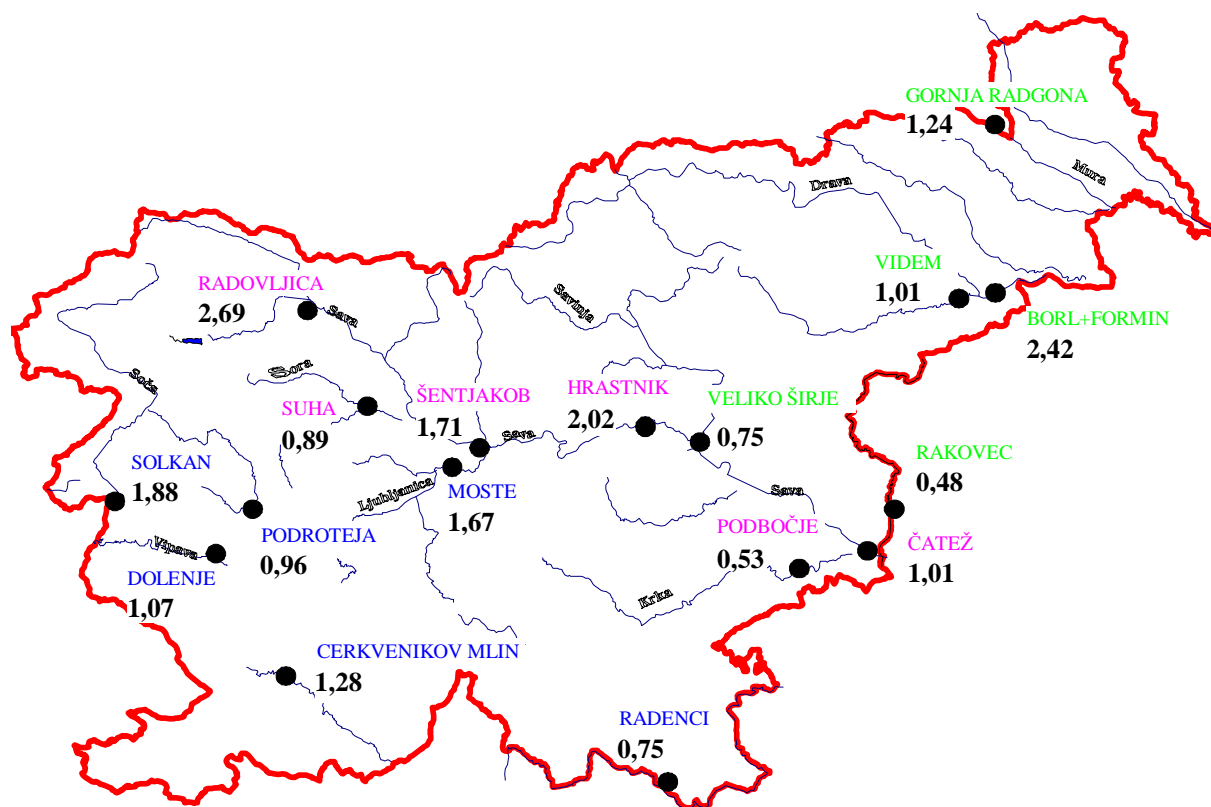 GORNJA RADGONA
1,24
Mura
Drava
VIDEM
1,01
BORL+FORMIN
2,42
RADOVLJICA
2,69
Sava
Savinja
Soča
Sora
SUHA
0,89
ŠENTJAKOB
1,71
Sava
HRASTNIK
2,02
VELIKO ŠIRJE
0,75
SOLKAN
1,88
Ljubljanica
MOSTE
1,67
Sava
RAKOVEC
0,48
PODROTEJA
0,96
Vipava
DOLENJE
1,07
PODBOČJE
0,53
ČATEŽ
1,01
Krka
CERKVENIKOV MLIN
1,28
RADENCI
0,75